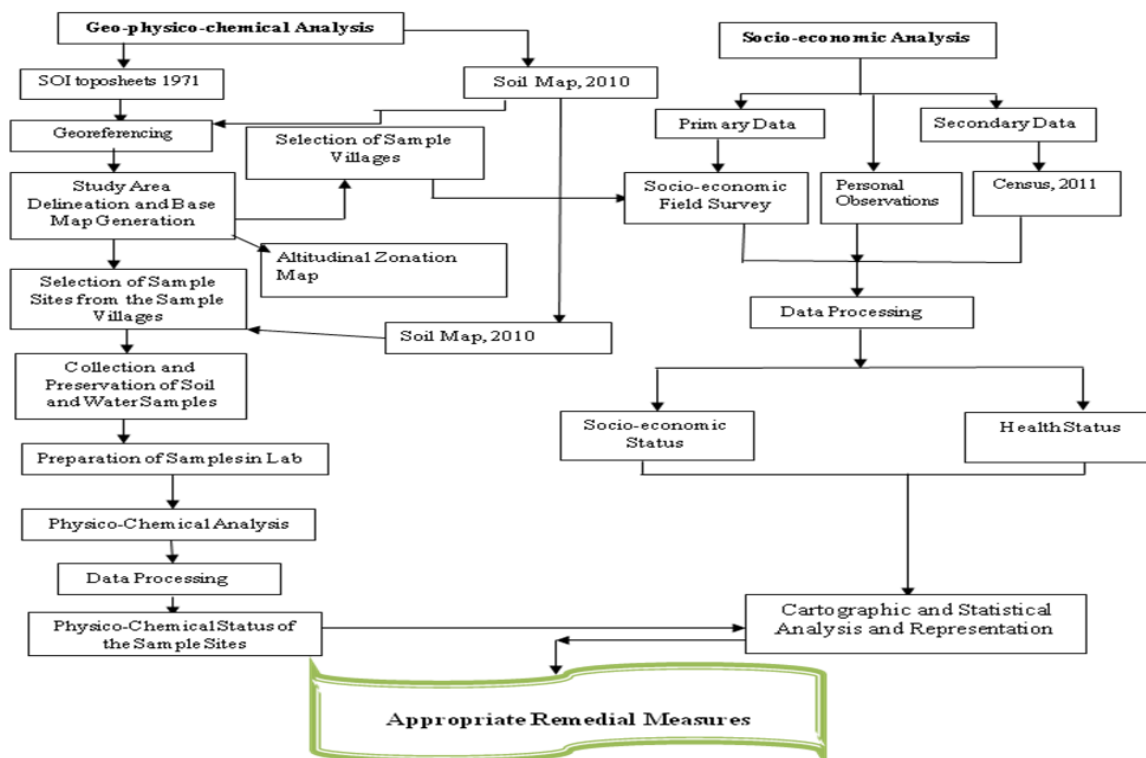 Geo-physico-chemical Analysis
Socio-economic Analysis
SOI toposheets 1971
Soil Map, 2010
Georeferencing
Selection of Sample
Villages
Primary Data
Secondary Data
Study Area
Delineation and Base
Map Generation
Socio-economic
Field Survey
Personal
Observations
Census, 2011
Altitudinal Zonation
Map
Selection of Sample
Sites from the Sample
Villages
Soil Map, 2010
Data Processing
Collection and
Preservation of Soil
and Water Samples
Socio-economic
Status
Health Status
Preparation of Samples in Lab
Physico-Chemical Analysis
Data Processing
Physico-Chemical Status of
the Sample Sites
Cartographic and Statistical
Analysis and Representation
Appropriate Remedial Measures